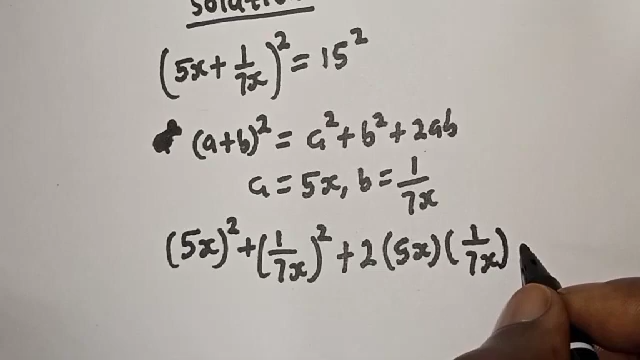 Solution
(5x + 1/7x)² = 15²
(a+b)² = a² + b² + 2ab
a = 5x, b = 1/7x
(5x)² + (1/7x)² + 2(5x)(1/7x)